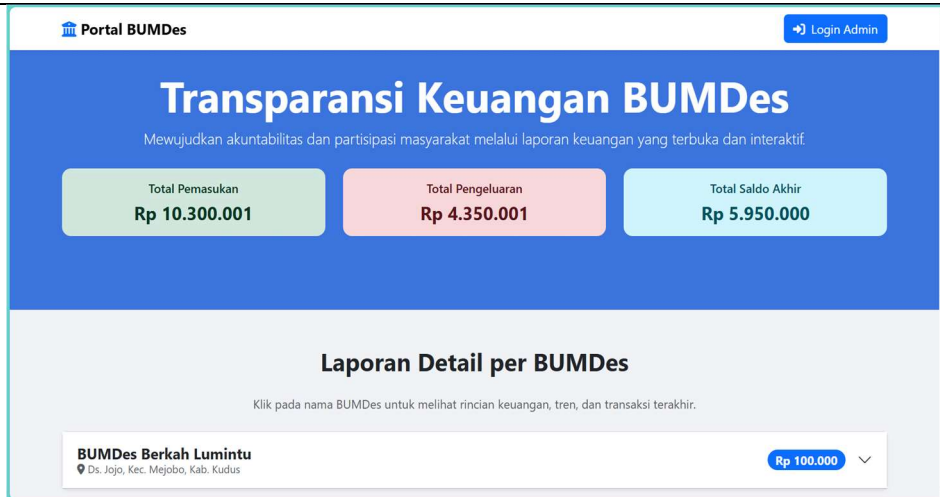 Portal BUMDes
Login Admin
Transparansi Keuangan BUMDes
Mewujudkan akuntabilitas dan partisipasi masyarakat melalui laporan keuangan yang terbuka dan interaktif.
Total Pemasukan
Rp 10.300.001
Total Pengeluaran
Rp 4.350.001
Total Saldo Akhir
Rp 5.950.000
Laporan Detail per BUMDes
Klik pada nama BUMDes untuk melihat rincian keuangan, tren, dan transaksi terakhir.
BUMDes Berkah Lumintu
Ds. Jojo, Kec. Mejobo, Kab. Kudus
Rp 100.000